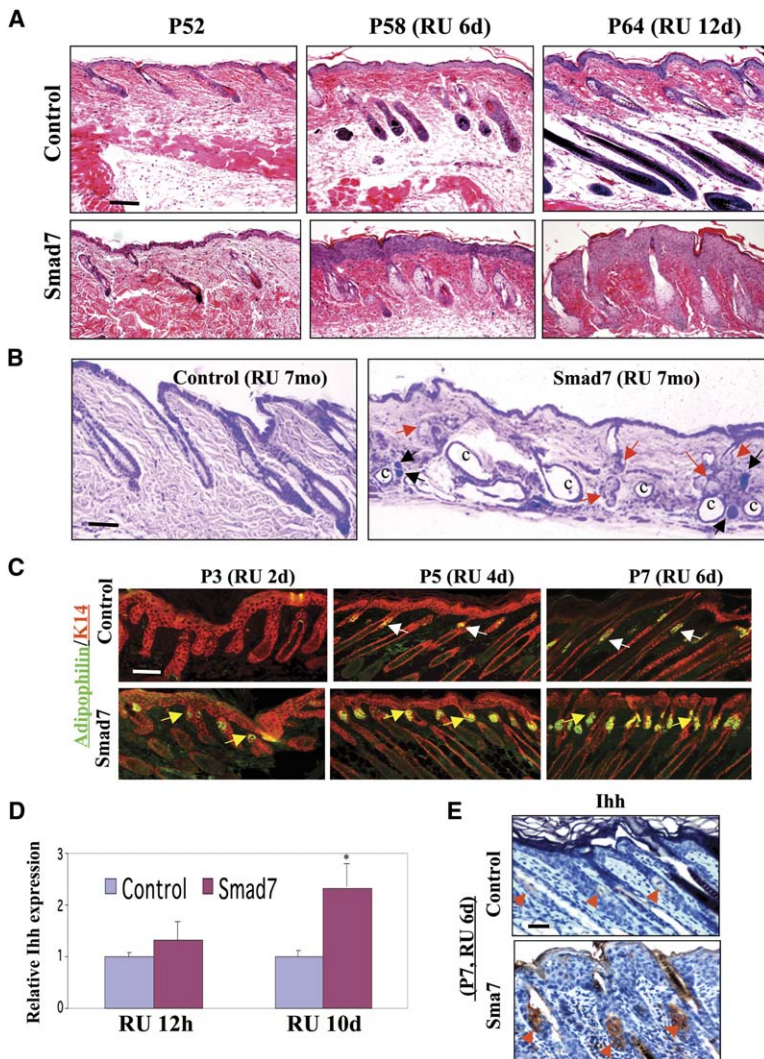 A
P52
P58 (RU 6d)
P64 (RU 12d)
Control
Smad7
B
Control (RU 7mo)
Smad7 (RU 7mo)
c
c
c
c
c
c
C
P3 (RU 2d)
P5 (RU 4d)
P7 (RU 6d)
Adipophilin/K14
Control
Smad7
D
Relative Ihh expression
3
2
1
0
Control
Smad7
*
RU 12h
RU 10d
E
Ihh
(P7, RU 6d)
Control
Sma7